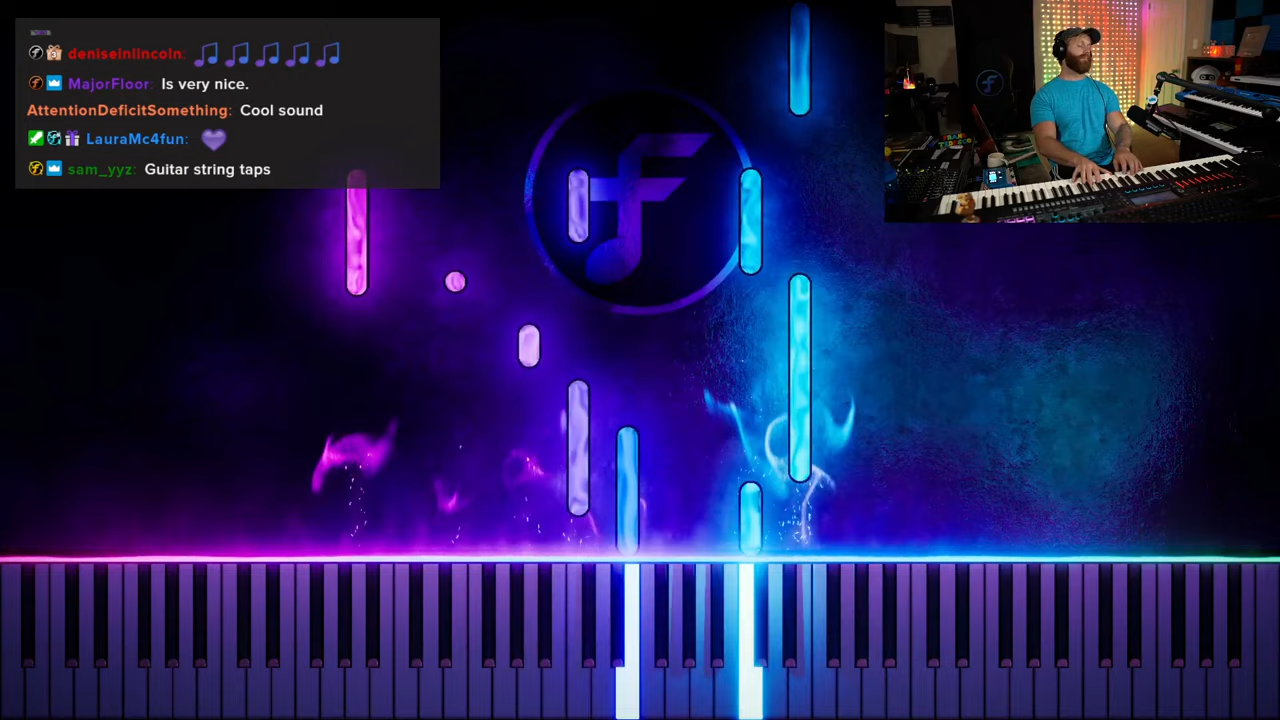 deniseinlincoln:
MajorFloor: Is very nice.
AttentionDeficitSomething: Cool sound
LauraMc4fun:
sam_yyz: Guitar string taps